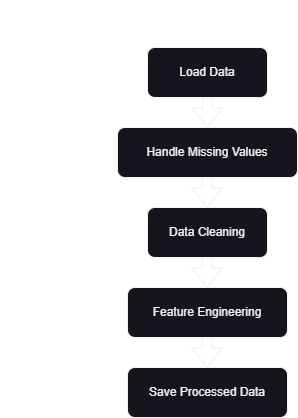 Load Data
Handle Missing Values
Data Cleaning
Feature Engineering
Save Processed Data